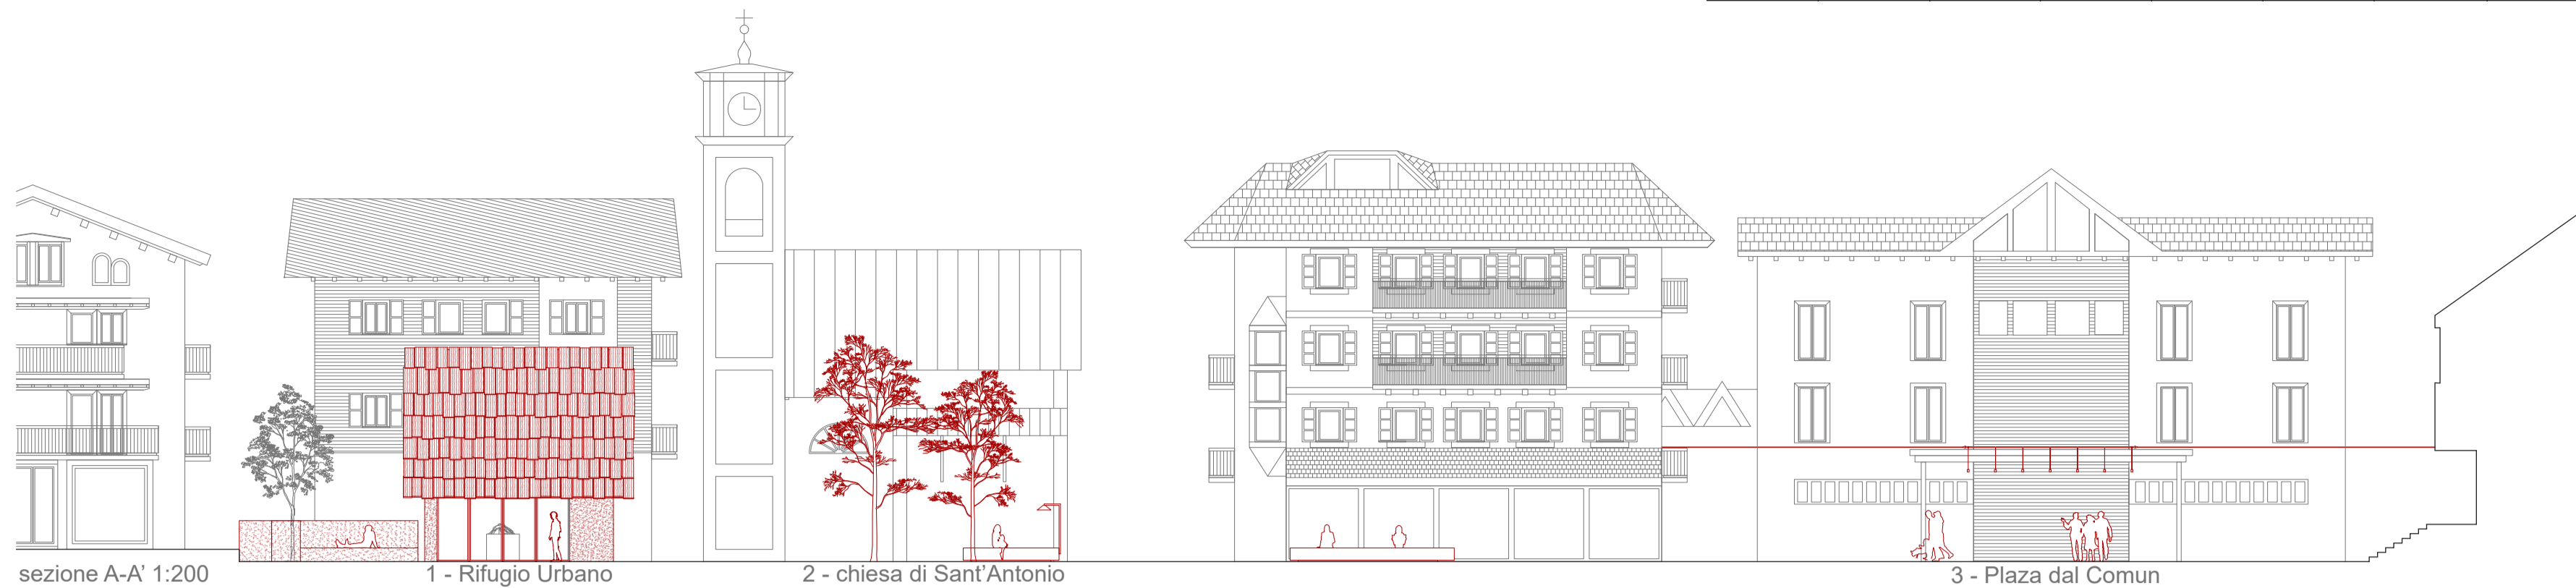 sezione A-A’ 1:200
1 - Rifugio Urbano
2 - chiesa di Sant’Antonio
3 - Plaza dal Comun